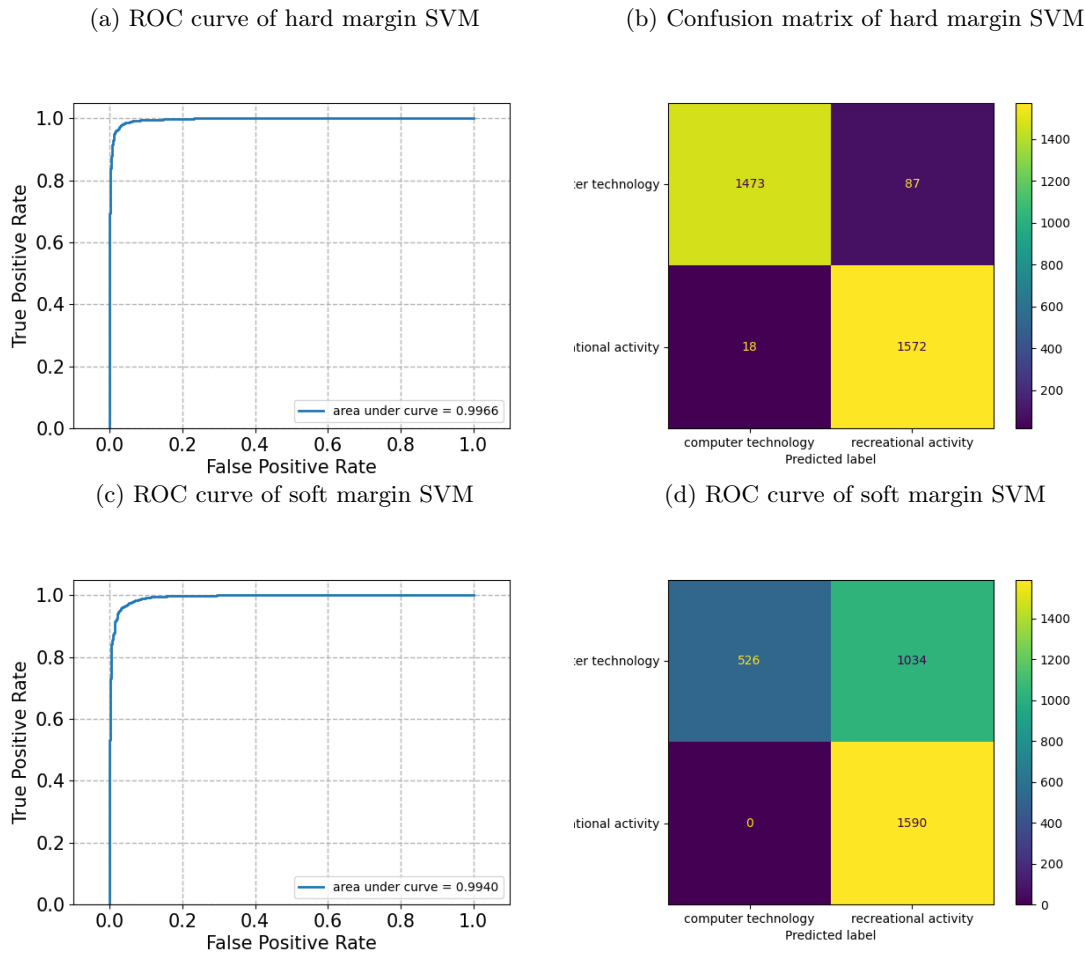 (a) ROC curve of hard margin SVM
(b) Confusion matrix of hard margin SVM
1.0
0.8
0.6
0.4
0.2
0.0
True Positive Rate
0.0 0.2 0.4 0.6 0.8 1.0
False Positive Rate
area under curve = 0.9966
ter technology
ational activity
1473 87
18 1572
computer technology recreational activity
Predicted label
1400
1200
1000
800
600
400
200
(c) ROC curve of soft margin SVM
(d) ROC curve of soft margin SVM
1.0
0.8
0.6
0.4
0.2
0.0
True Positive Rate
0.0 0.2 0.4 0.6 0.8 1.0
False Positive Rate
area under curve = 0.9940
ter technology
ational activity
526 1034
0 1590
computer technology recreational activity
Predicted label
1400
1200
1000
800
600
400
200
0